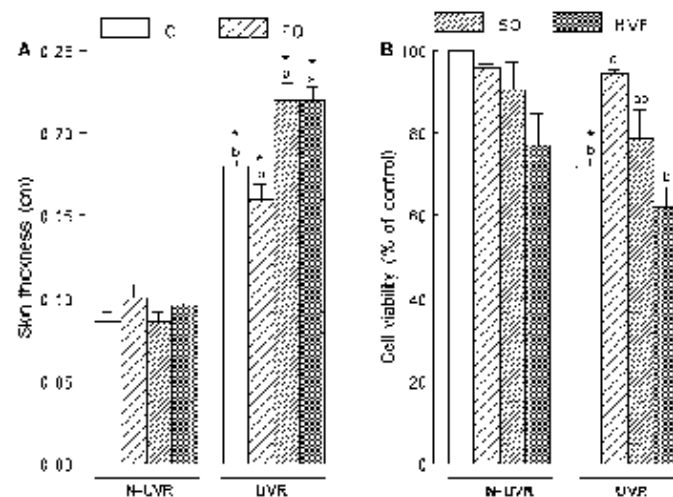 C
SO
HVF
A
0.25
0.20
0.15
0.10
0.05
0.00
Skin thickness (cm)
* b
* a
* a
* a
N-UVR
UVR
B
100
80
60
40
20
0
Cell viability (% of control)
* b
ab
b
N-UVR
UVR